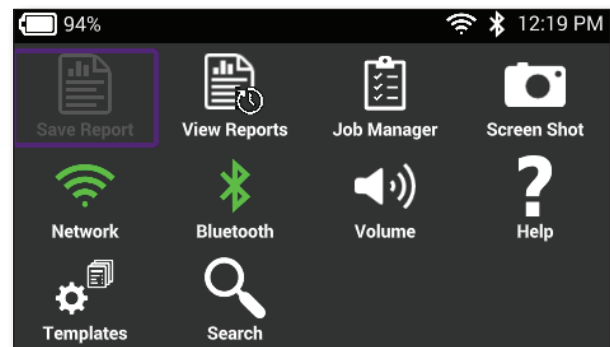 94% 12:19 PM
Save Report View Reports Job Manager Screen Shot
Network Bluetooth Volume Help
Templates Search